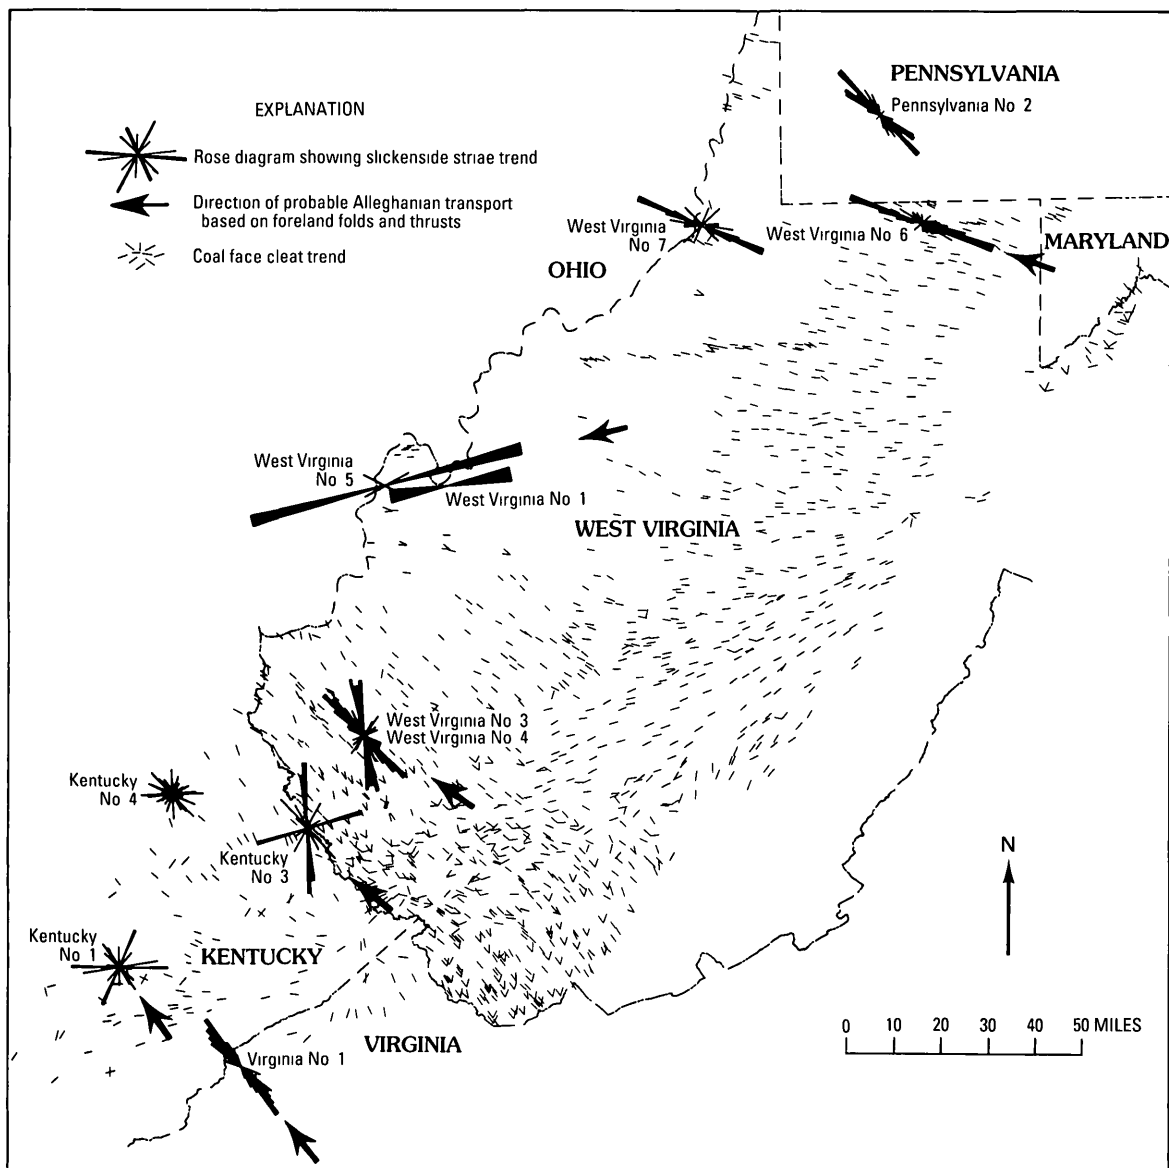 PENNSYLVANIA
Pennsylvania No 2
EXPLANATION
Rose diagram showing slickenside striae trend
Direction of probable Alleghanian transport
based on foreland folds and thrusts
Coal face cleat trend
West Virginia
No 7
West Virginia No 6
MARYLAND
OHIO
West Virginia
No 5
West Virginia No 1
WEST VIRGINIA
West Virginia No 3
West Virginia No 4
Kentucky
No 4
Kentucky
No 3
N
Kentucky
No 1
KENTUCKY
VIRGINIA
Virginia No 1
0 10 20 30 40 50 MILES